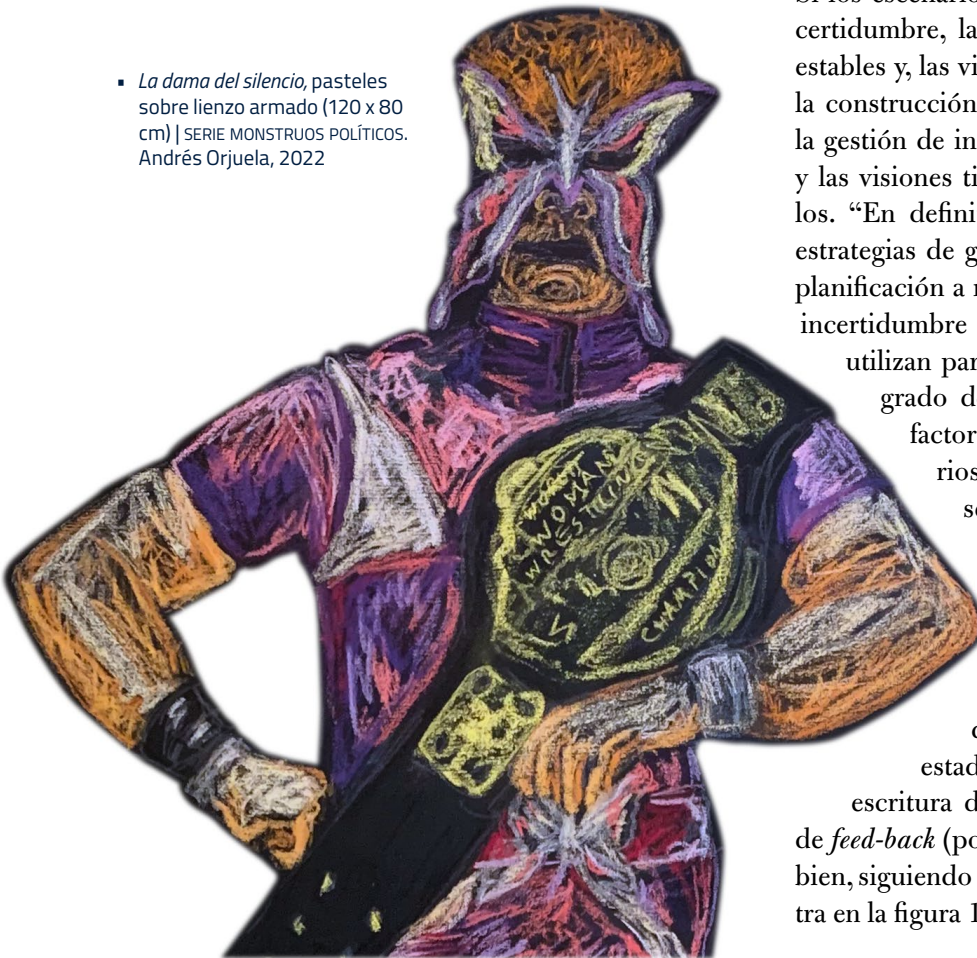 ▪ La dama del silencio, pasteles
sobre lienzo armado (120 x 80
cm) | SERIE MONSTRUOS POLÍTICOS.
Andrés Orjuela, 2022
certidumbre, la
estables y, las vi
la construcción
la gestión de in
y las visiones ti
los. “En defini
estrategias de g
planificación a
incertidumbre
utilizan par
grado d
factor
rios
estad
escritura d
de feed-back (po
bien, siguiendo
tra en la figura 1
WOMAN
WRESTLING
CHAMPION